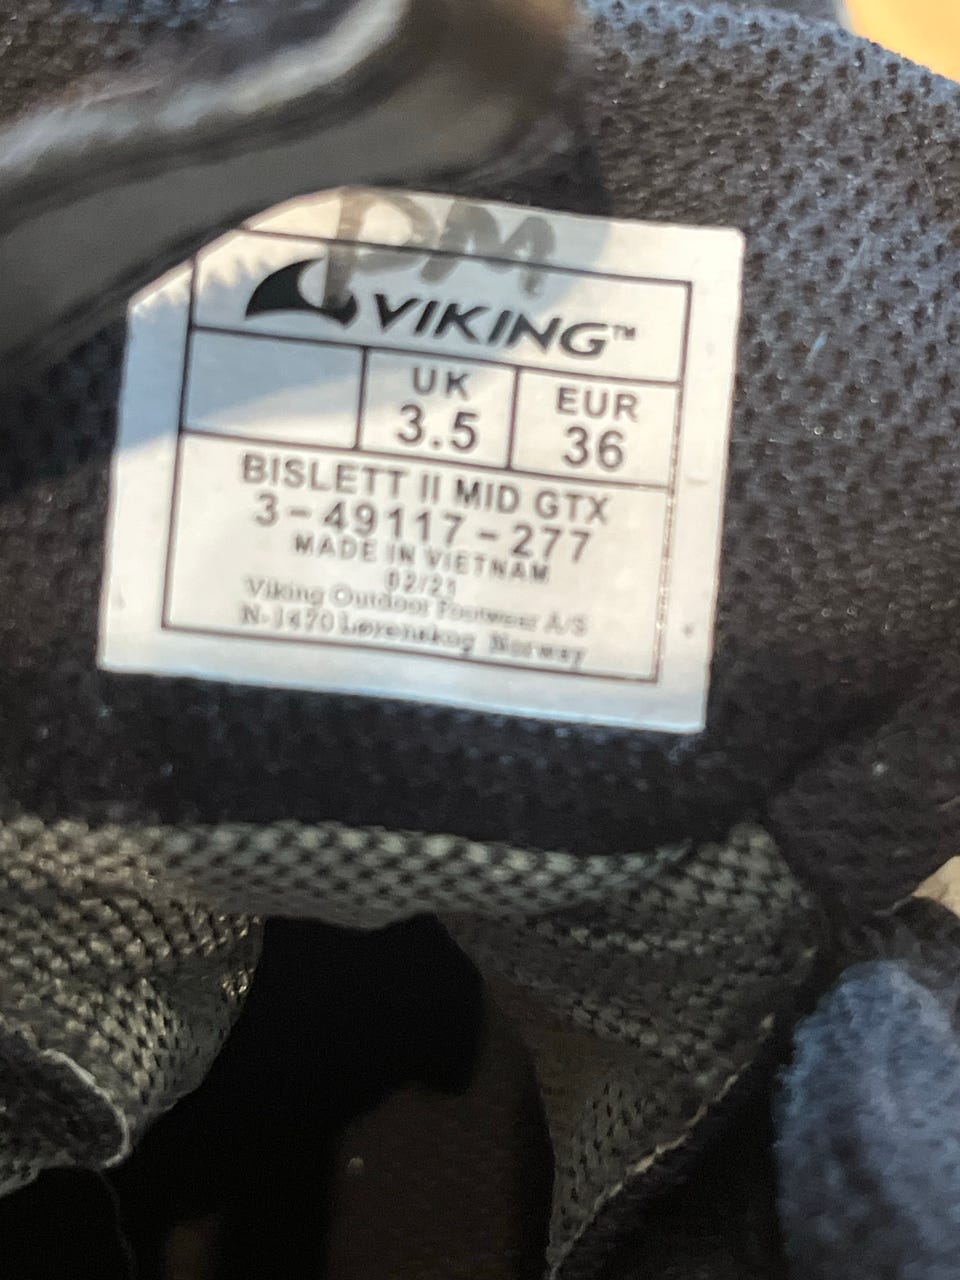 PM
VIKING™
UK EUR
3.5 36
BISLETT II MID GTX
3-49117-277
MADE IN VIETNAM
02/21
Viking Outdoor Footwear A/S
N-1470 Lørenskog Norway